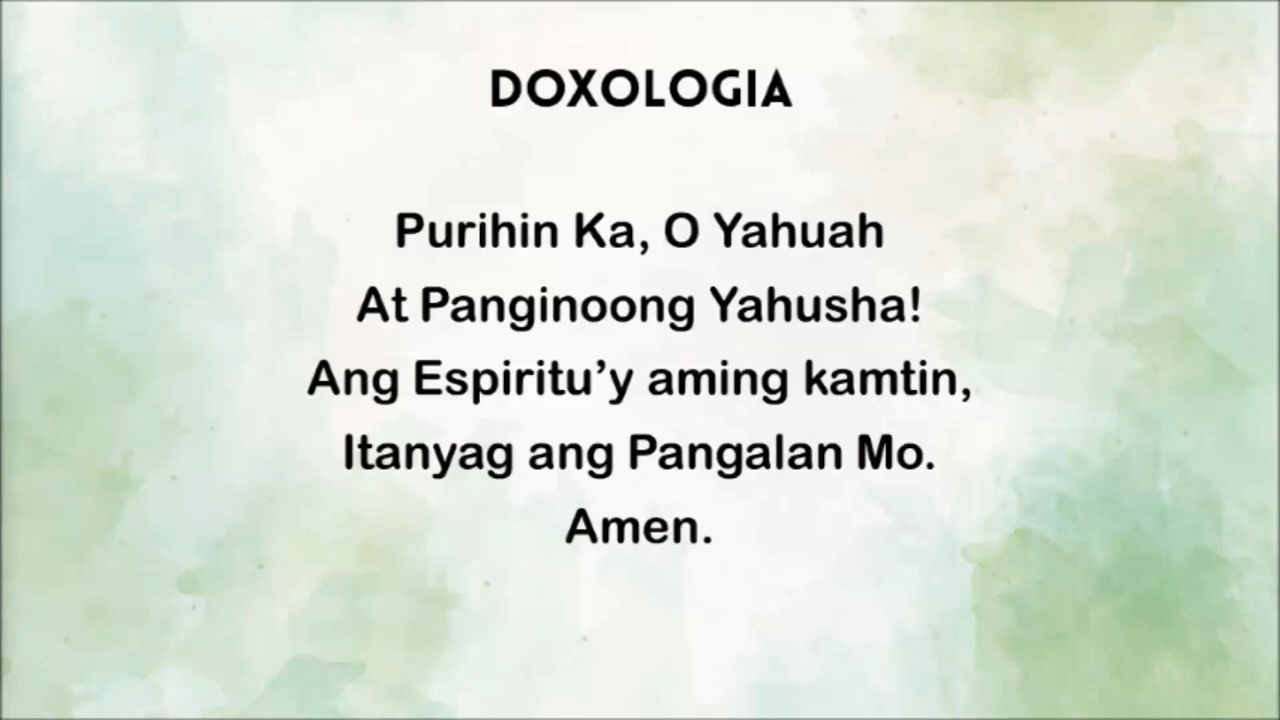 DOXOLOGIA
Purihin Ka, O Yahuah
At Panginoong Yahusha!
Ang Espiritu’y aming kamtin,
Itanyag ang Pangalan Mo.
Amen.